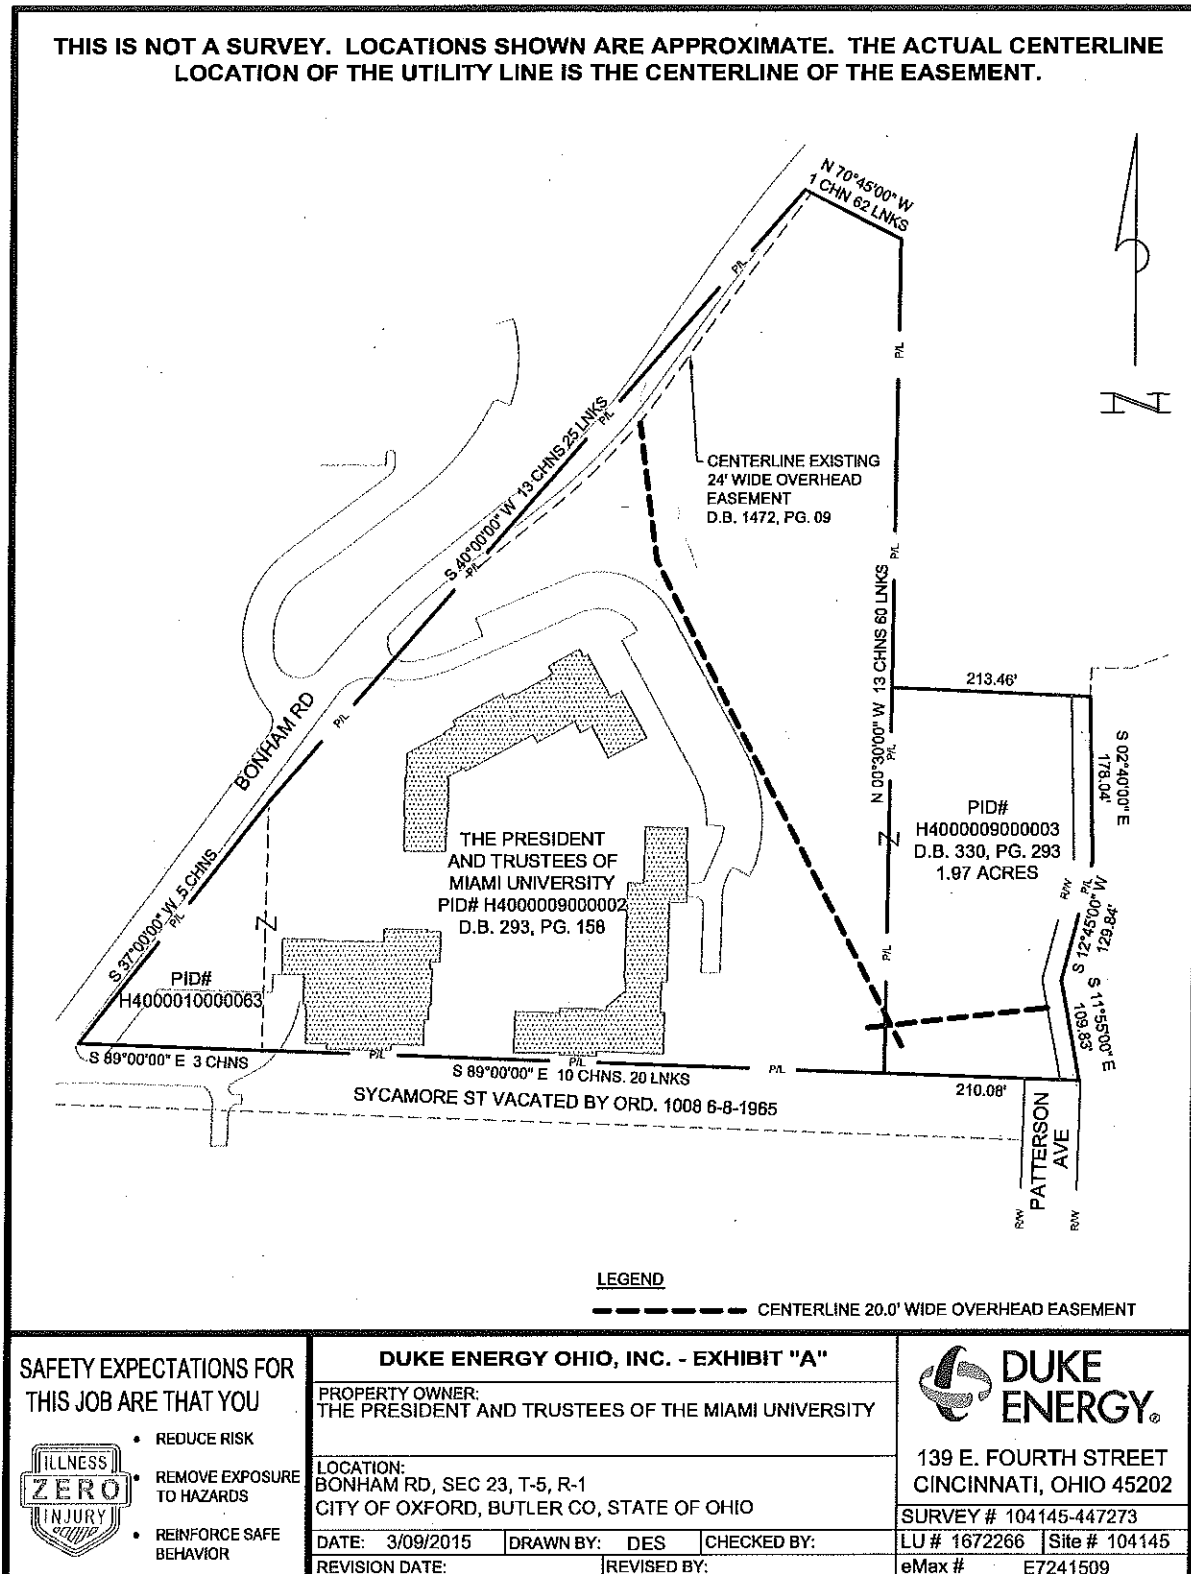 THIS IS NOT A SURVEY. LOCATIONS SHOWN ARE APPROXIMATE. THE ACTUAL CENTERLINE
LOCATION OF THE UTILITY LINE IS THE CENTERLINE OF THE EASEMENT.
N 70°45'00" W
1 CHN 62 LNKS
P/L
P/L
N
P/L
S 40°00'00" W 13 CHNS 25 LNKS
P/L
CENTERLINE EXISTING
24' WIDE OVERHEAD
EASEMENT
D.B. 1472, PG. 09
N 00°30'00" W 13 CHNS 60 LNKS
P/L
P/L
213.46'
S 02°40'00" E
178.04'
BONHAM RD
P/L
PID#
H4000009000003
D.B. 330, PG. 293
1.97 ACRES
Z
THE PRESIDENT
AND TRUSTEES OF
MIAMI UNIVERSITY
PID# H4000009000002
D.B. 293, PG. 158
S 37°00'00" W 5 CHNS
P/L
Z
R/W
P/L
S 12°45'00" W
129.84'
P/L
PID#
H4000010000063
S 11°55'00" E
109.83'
S 89°00'00" E 3 CHNS
P/L
S 89°00'00" E 10 CHNS. 20 LNKS
P/L
P/L
210.08'
SYCAMORE ST VACATED BY ORD. 1008 6-8-1965
PATTERSON
AVE
R/W
R/W
LEGEND
CENTERLINE 20.0' WIDE OVERHEAD EASEMENT
SAFETY EXPECTATIONS FOR
THIS JOB ARE THAT YOU
• REDUCE RISK
• REMOVE EXPOSURE
TO HAZARDS
• REINFORCE SAFE
BEHAVIOR
ILLNESS
ZERO
INJURY
DUKE ENERGY OHIO, INC. - EXHIBIT "A"
PROPERTY OWNER:
THE PRESIDENT AND TRUSTEES OF THE MIAMI UNIVERSITY
LOCATION:
BONHAM RD, SEC 23, T-5, R-1
CITY OF OXFORD, BUTLER CO, STATE OF OHIO
DATE: 3/09/2015 DRAWN BY: DES CHECKED BY:
REVISION DATE: REVISED BY:
DUKE
ENERGY®
139 E. FOURTH STREET
CINCINNATI, OHIO 45202
SURVEY # 104145-447273
LU # 1672266 Site # 104145
eMax # E7241509